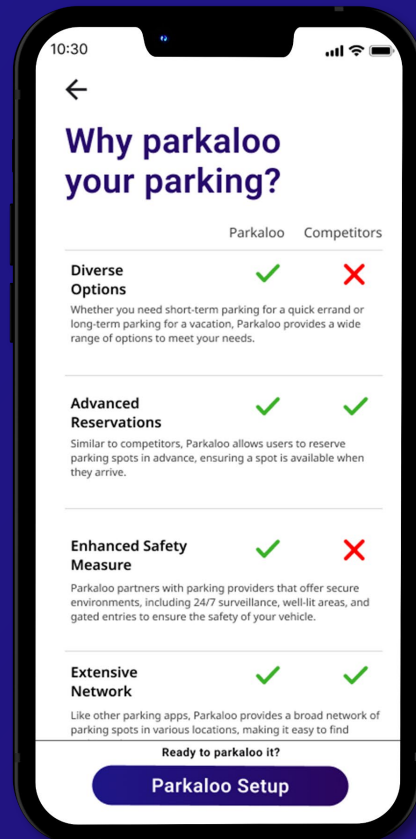 10:30
Why parkaloo
your parking?
Parkaloo Competitors
Diverse
Options
Whether you need short-term parking for a quick errand or
long-term parking for a vacation, Parkaloo provides a wide
range of options to meet your needs.
Advanced
Reservations
Similar to competitors, Parkaloo allows users to reserve
parking spots in advance, ensuring a spot is available when
they arrive.
Enhanced Safety
Measure
Parkaloo partners with parking providers that offer secure
environments, including 24/7 surveillance, well-lit areas, and
gated entries to ensure the safety of your vehicle.
Extensive
Network
Like other parking apps, Parkaloo provides a broad network of
parking spots in various locations, making it easy to find
Ready to parkaloo it?
Parkaloo Setup